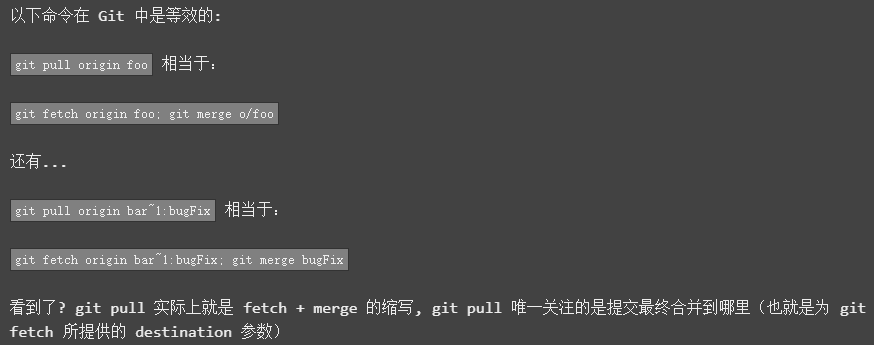 以下命令在 Git 中是等效的:
git pull origin foo 相当于：
git fetch origin foo; git merge o/foo
还有...
git pull origin bar~1:bugFix 相当于：
git fetch origin bar~1:bugFix; git merge bugFix
看到了? git pull 实际上就是 fetch + merge 的缩写, git pull 唯一关注的是提交最终合并到哪里（也就是为 git
fetch 所提供的 destination 参数）